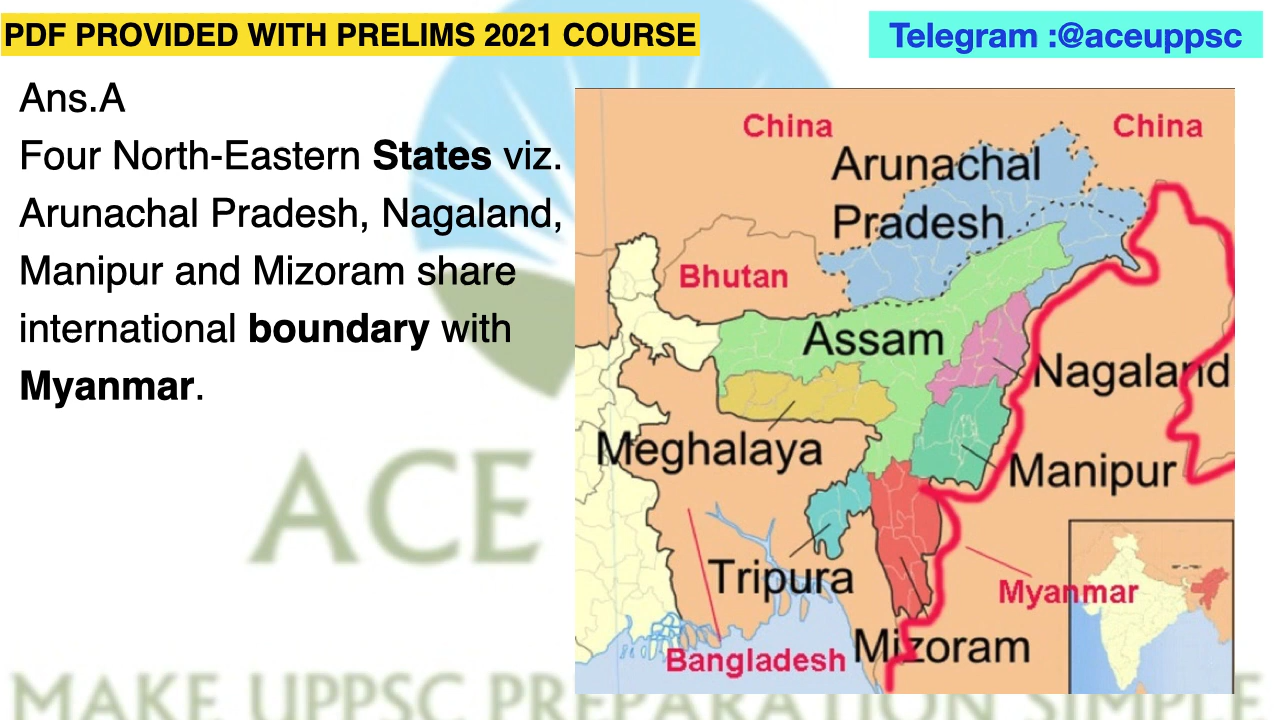 PDF PROVIDED WITH PRELIMS 2021 COURSE
Telegram :@aceuppsc
Ans.A
Four North-Eastern States viz.
Arunachal Pradesh, Nagaland,
Manipur and Mizoram share
international boundary with
Myanmar.
China
China
Arunachal
Pradesh
Bhutan
Assam
Nagaland
Meghalaya
Manipur
Tripura
Myanmar
Mizoram
Bangladesh
ACE
MAKE UPPSC PREPARATION SIMPLE